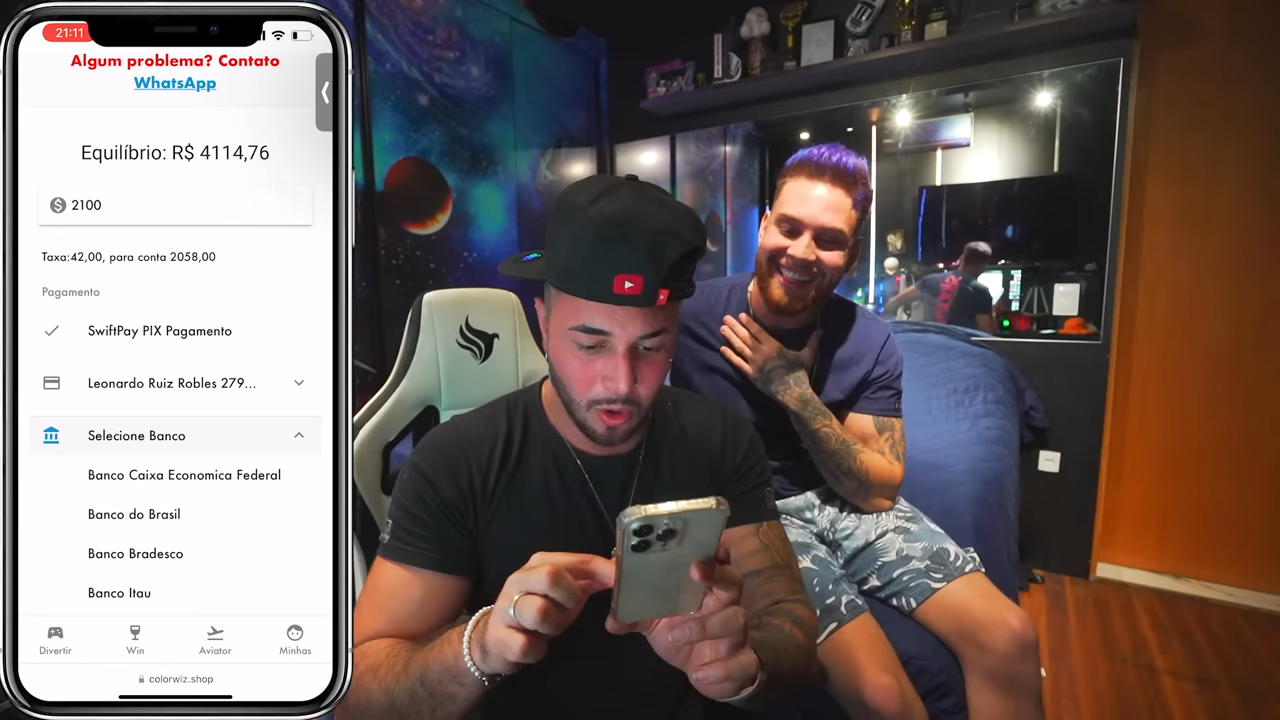 21:11
Algum problema? Contato
WhatsApp
Equilíbrio: R$ 4114,76
2100
Taxa:42,00, para conta 2058,00
Pagamento
SwiftPay PIX Pagamento
Leonardo Ruiz Robles 279...
Selecione Banco
Banco Caixa Economica Federal
Banco do Brasil
Banco Bradesco
Banco Itau
Divertir
Win
Aviator
Minhas
colorwiz.shop